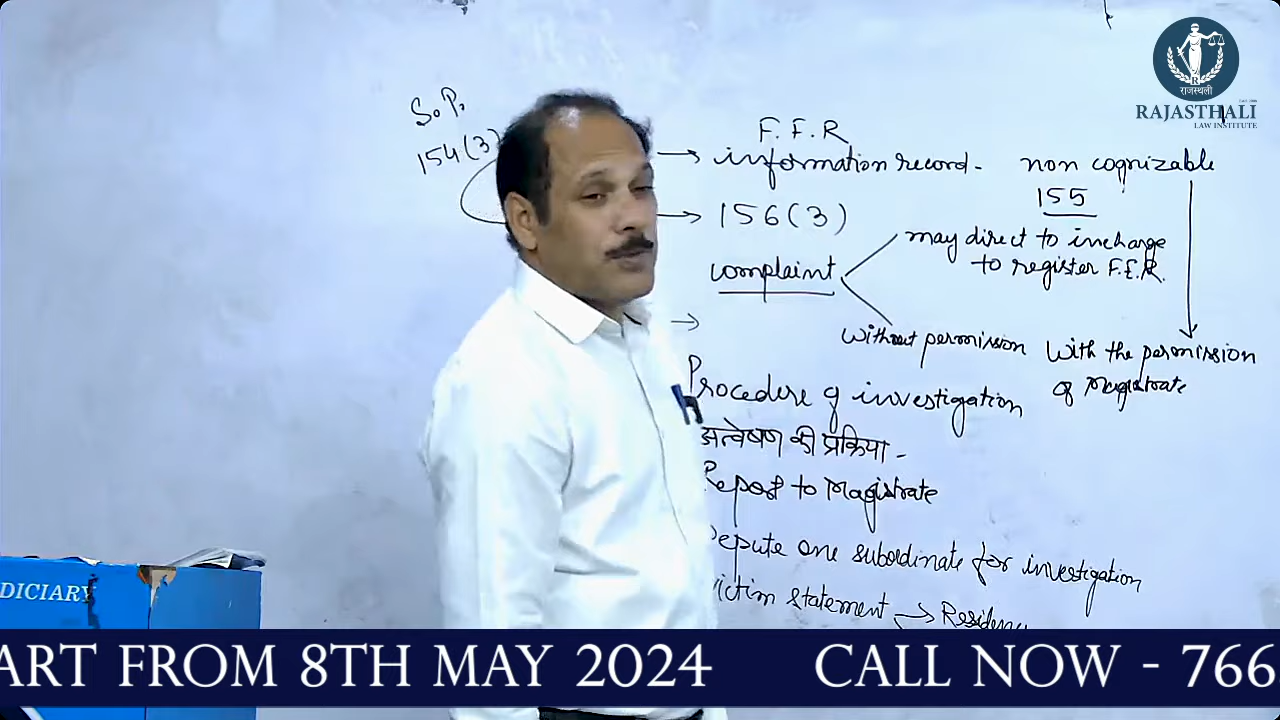 S.P.
154(3)
F.I.R
information record-
non cognizable
155
156(3)
complaint
may direct to incharge
to register F.I.R.
Without permission
With the permission
of Magistrate
Procedere of investigation
अन्वेषण की प्रक्रिया -
Report to Magistrate
Depute one subordinate for investigation
victim statement → Residence
DICIARY
राजस्थली
RAJASTHALI
LAW INSTITUTE
ART FROM 8TH MAY 2024 CALL NOW - 766